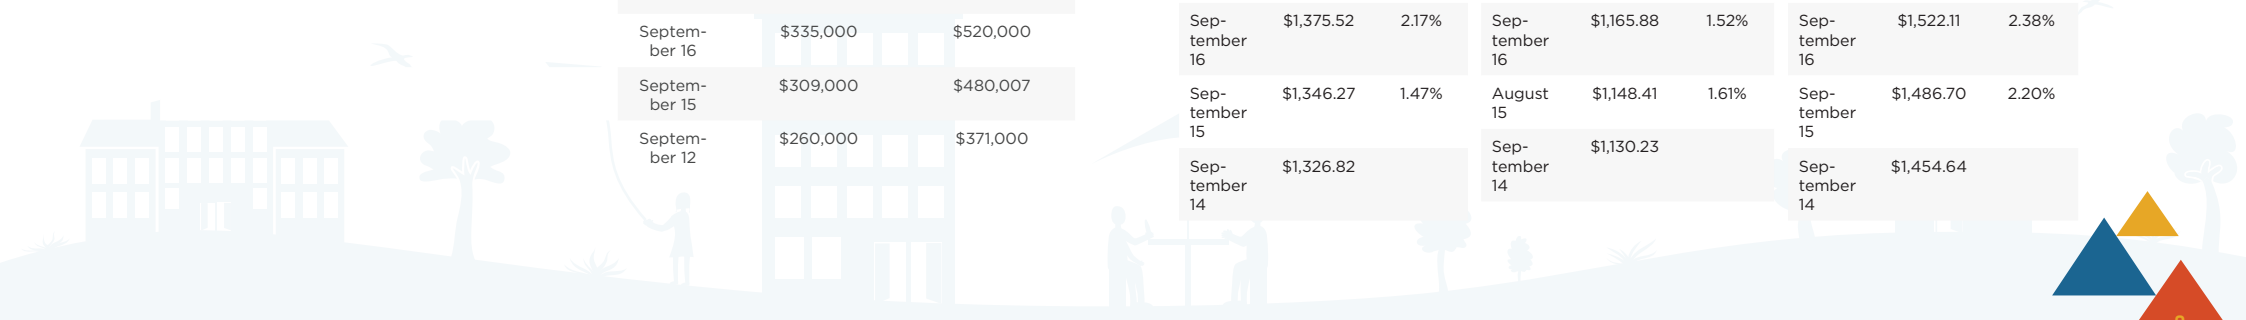 Septem-
ber 16
$335,000
$520,000
Septem-
ber 15
$309,000
$480,007
Septem-
ber 12
$260,000
$371,000
Sep-
tember
16
$1,375.52
2.17%
Sep-
tember
15
$1,346.27
1.47%
Sep-
tember
14
$1,326.82
Sep-
tember
16
$1,165.88
1.52%
August
15
$1,148.41
1.61%
Sep-
tember
14
$1,130.23
Sep-
tember
16
$1,522.11
2.38%
Sep-
tember
15
$1,486.70
2.20%
Sep-
tember
14
$1,454.64